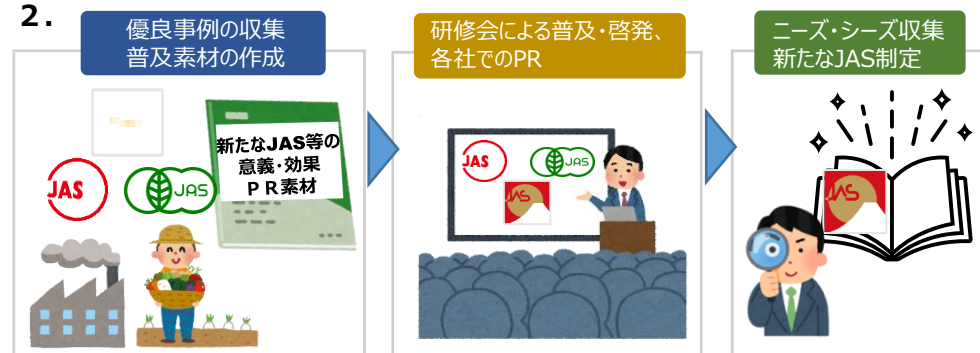 2.
優良事例の収集
普及素材の作成
新たなJAS等の
意義・効果
PR素材
JAS
JAS
研修会による普及・啓発、
各社でのPR
JAS
JAS
JAS
ニーズ・シーズ収集
新たなJAS制定
JAS